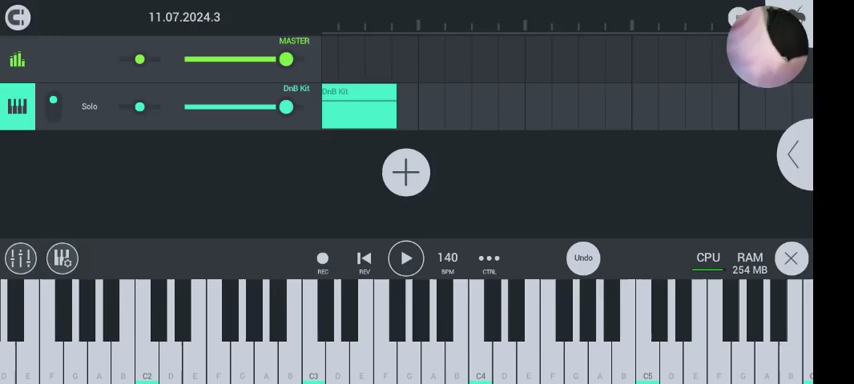 11.07.2024.3
MASTER
DnB Kit
Solo
DnB Kit
REC
REV
140
BPM
CTRL
Undo
CPU
RAM
254 MB
D E F G A B C2 D E F G A B C3 D E F G A B C4 D E F G A B C5 D E F G A B